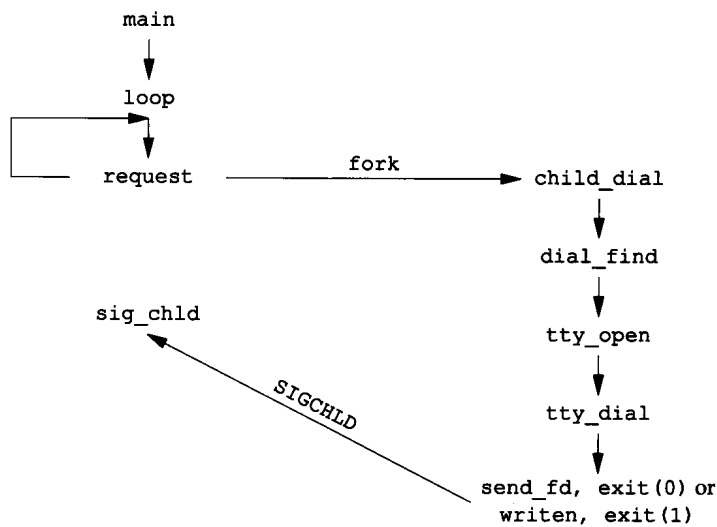 main
loop
request
fork
child_dial
dial_find
sig_chld
tty_open
SIGCHLD
tty_dial
send_fd, exit(0) or
writen, exit(1)